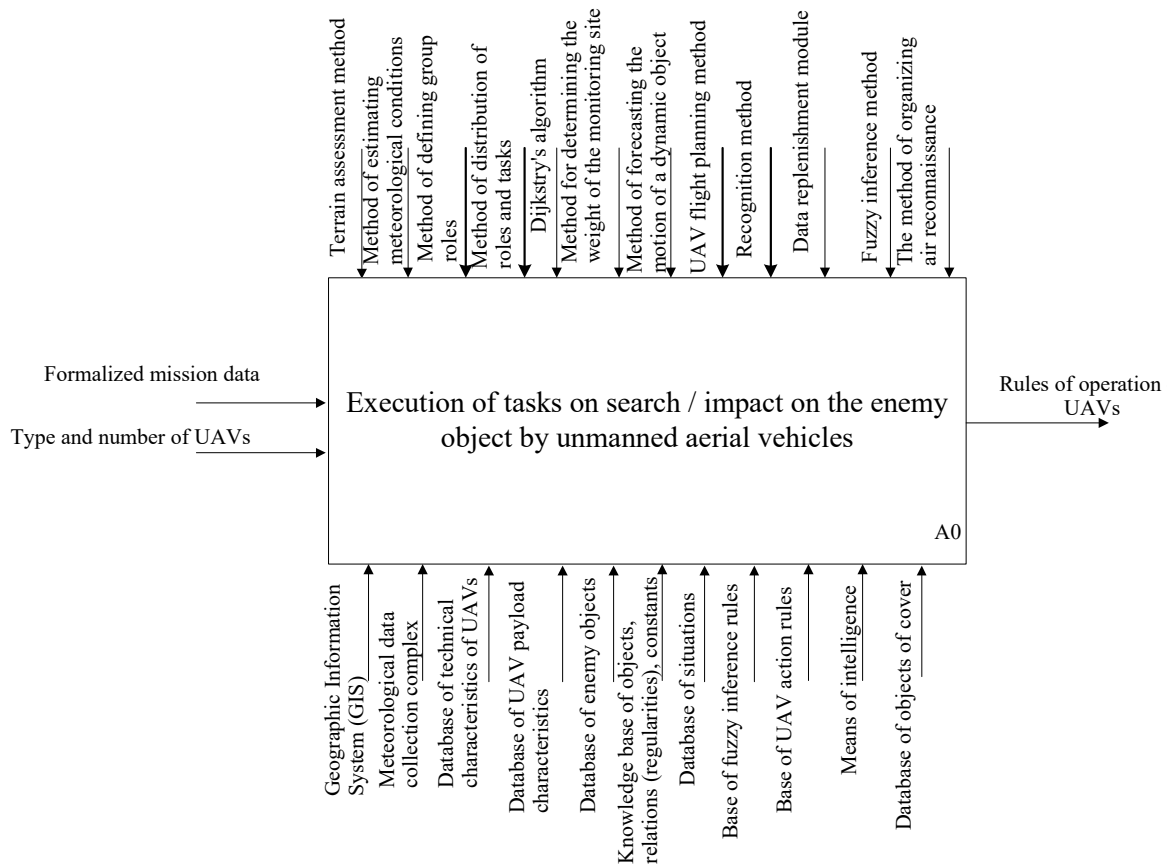 Terrain assessment method
Method of estimating
meteorological conditions
Method of defining group
roles
Method of distribution of
roles and tasks
Dijkstry's algorithm
Method for determining the
weight of the monitoring site
Method of forecasting the
motion of a dynamic object
UAV flight planning method
Recognition method
Data replenishment module
Fuzzy inference method
The method of organizing
air reconnaissance
Formalized mission data
Type and number of UAVs
Execution of tasks on search / impact on the enemy
object by unmanned aerial vehicles
A0
Rules of operation
UAVs
Geographic Information
System (GIS)
Meteorological data
collection complex
Database of technical
characteristics of UAVs
Database of UAV payload
characteristics
Database of enemy objects
Knowledge base of objects,
relations (regularities), constants
Database of situations
Base of fuzzy inference rules
Base of UAV action rules
Means of intelligence
Database of objects of cover